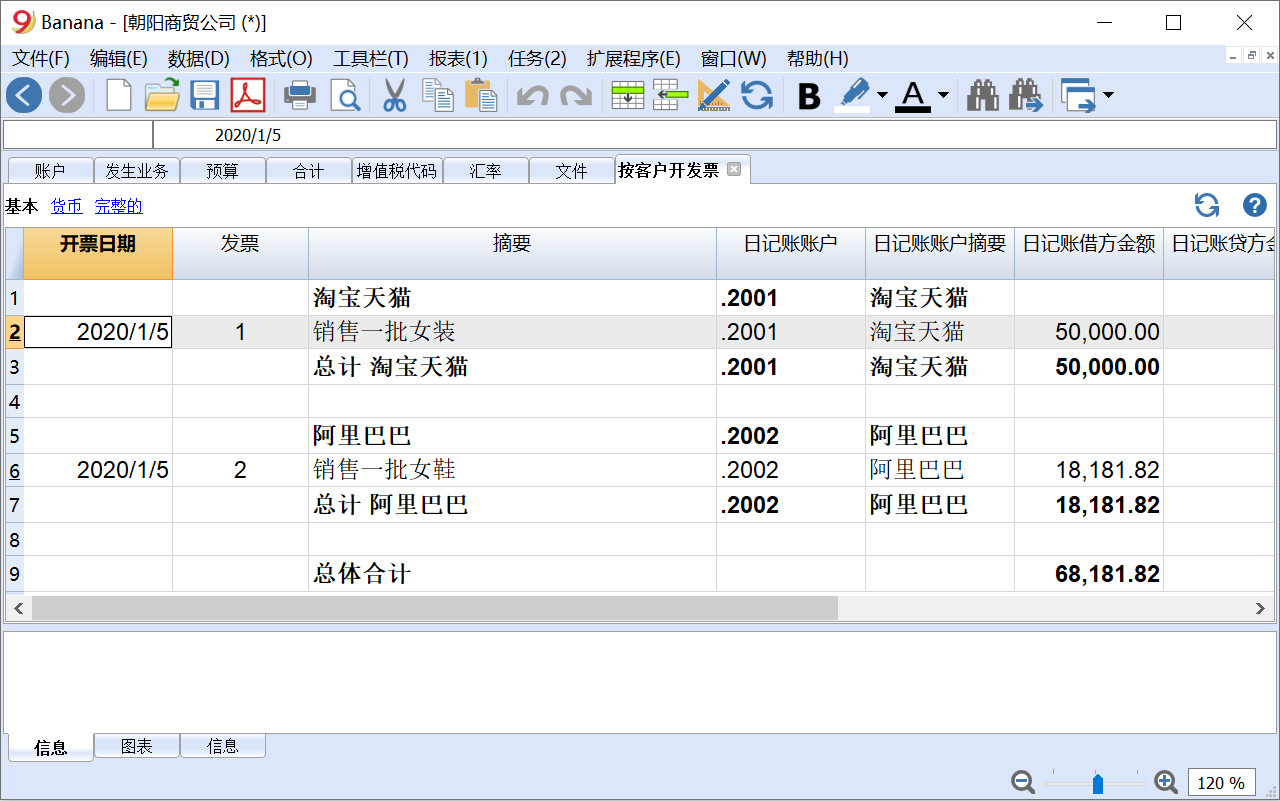 Banana - [朝阳商贸公司 (*)]
文件(F) 编辑(E) 数据(D) 格式(O) 工具栏(T) 报表(1) 任务(2) 扩展程序(E) 窗口(W) 帮助(H)
B A
2020/1/5
账户 发生业务 预算 合计 增值税代码 汇率 文件 按客户开发票
基本 货币 完整的
开票日期 发票 摘要 日记账账户 日记账账户摘要 日记账借方金额 日记账贷方金
1 淘宝天猫 .2001 淘宝天猫
2 2020/1/5 1 销售一批女装 .2001 淘宝天猫 50,000.00
3 总计 淘宝天猫 .2001 淘宝天猫 50,000.00
4
5 阿里巴巴 .2002 阿里巴巴
6 2020/1/5 2 销售一批女鞋 .2002 阿里巴巴 18,181.82
7 总计 阿里巴巴 .2002 阿里巴巴 18,181.82
8
9 总体合计 68,181.82
信息 图表 信息
120 %